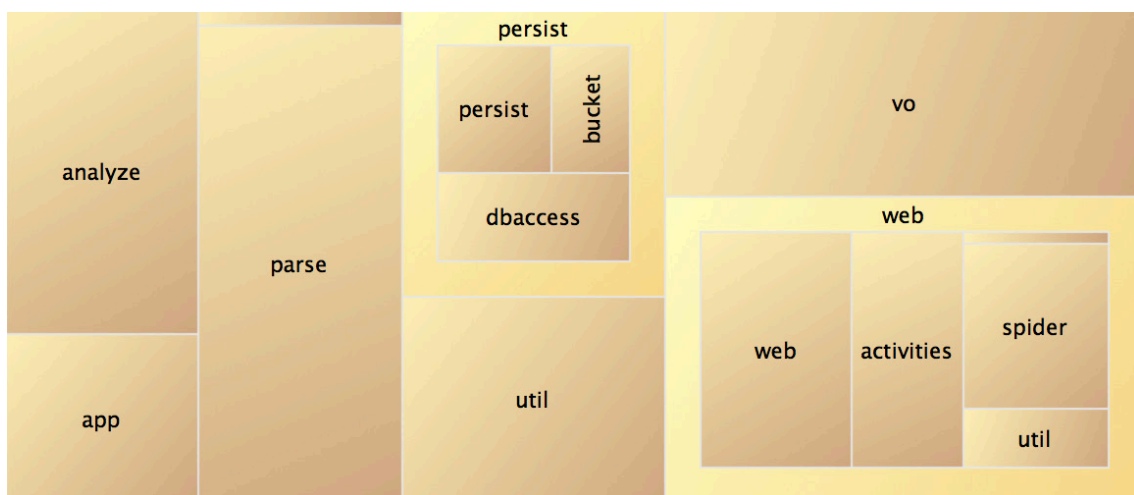 analyze
app
parse
persist
persist
bucket
dbaccess
util
vo
web
web
activities
spider
util